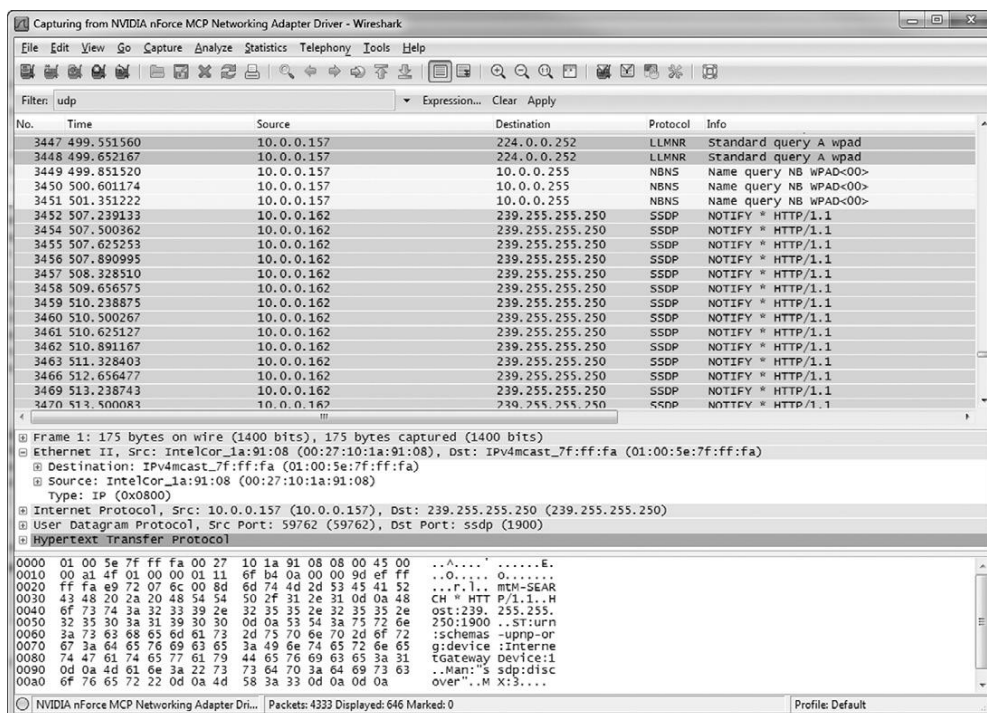 Capturing from NVIDIA nForce MCP Networking Adapter Driver - Wireshark
File Edit View Go Capture Analyze Statistics Telephony Tools Help
Filter: udp Expression... Clear Apply
No. Time Source Destination Protocol Info
3447 499.551560 10.0.0.157 224.0.0.252 LLMNR Standard query A wpad
3448 499.652167 10.0.0.157 224.0.0.252 LLMNR Standard query A wpad
3449 499.851520 10.0.0.157 10.0.0.255 NBNS Name query NB WPAD<00>
3450 500.601174 10.0.0.157 10.0.0.255 NBNS Name query NB WPAD<00>
3451 501.351222 10.0.0.157 10.0.0.255 NBNS Name query NB WPAD<00>
3452 507.239133 10.0.0.162 239.255.255.250 SSDP NOTIFY * HTTP/1.1
3454 507.500362 10.0.0.162 239.255.255.250 SSDP NOTIFY * HTTP/1.1
3455 507.625253 10.0.0.162 239.255.255.250 SSDP NOTIFY * HTTP/1.1
3456 507.890995 10.0.0.162 239.255.255.250 SSDP NOTIFY * HTTP/1.1
3457 508.328510 10.0.0.162 239.255.255.250 SSDP NOTIFY * HTTP/1.1
3458 509.656575 10.0.0.162 239.255.255.250 SSDP NOTIFY * HTTP/1.1
3459 510.238875 10.0.0.162 239.255.255.250 SSDP NOTIFY * HTTP/1.1
3460 510.500267 10.0.0.162 239.255.255.250 SSDP NOTIFY * HTTP/1.1
3461 510.625127 10.0.0.162 239.255.255.250 SSDP NOTIFY * HTTP/1.1
3462 510.891167 10.0.0.162 239.255.255.250 SSDP NOTIFY * HTTP/1.1
3463 511.328403 10.0.0.162 239.255.255.250 SSDP NOTIFY * HTTP/1.1
3466 512.656477 10.0.0.162 239.255.255.250 SSDP NOTIFY * HTTP/1.1
3469 513.238743 10.0.0.162 239.255.255.250 SSDP NOTIFY * HTTP/1.1
3470 513.500083 10.0.0.162 239.255.255.250 SSDP NOTIFY * HTTP/1.1
Frame 1: 175 bytes on wire (1400 bits), 175 bytes captured (1400 bits)
Ethernet II, Src: IntelCor_1a:91:08 (00:27:10:1a:91:08), Dst: IPv4mcast_7f:ff:fa (01:00:5e:7f:ff:fa)
Destination: IPv4mcast_7f:ff:fa (01:00:5e:7f:ff:fa)
Source: IntelCor_1a:91:08 (00:27:10:1a:91:08)
Type: IP (0x0800)
Internet Protocol, Src: 10.0.0.157 (10.0.0.157), Dst: 239.255.255.250 (239.255.255.250)
User Datagram Protocol, Src Port: 59762 (59762), Dst Port: ssdp (1900)
Hypertext Transfer Protocol
0000 01 00 5e 7f ff fa 00 27 10 1a 91 08 08 00 45 00 ..^....' ......E.
0010 00 a1 4f 01 00 00 01 11 6f b4 0a 00 00 9d ef ff ..O..... o.......
0020 ff fa e9 72 07 6c 00 8d 6d 74 4d 2d 53 45 41 52 ...r.l.. mtM-SEAR
0030 43 48 20 2a 20 48 54 54 50 2f 31 2e 31 0d 0a 48 CH * HTT P/1.1..H
0040 6f 73 74 3a 32 33 39 2e 32 35 35 2e 32 35 35 2e ost:239. 255.255.
0050 32 35 30 3a 31 39 30 30 0d 0a 53 54 3a 75 72 6e 250:1900 ..ST:urn
0060 3a 73 63 68 65 6d 61 73 2d 75 70 6e 70 2d 6f 72 :schemas -upnp-or
0070 67 3a 64 65 76 69 63 65 3a 49 6e 74 65 72 6e 65 g:device :Interne
0080 74 47 61 74 65 77 61 79 44 65 76 69 63 65 3a 31 tGateway Device:1
0090 0d 0a 4d 61 6e 3a 22 73 73 64 70 3a 64 69 73 63 ..Man:"s sdp:disc
00a0 6f 76 65 72 22 0d 0a 4d 58 3a 33 0d 0a 0d 0a over"..M X:3....
NVIDIA nForce MCP Networking Adapter Dri... Packets: 4333 Displayed: 646 Marked: 0 Profile: Default